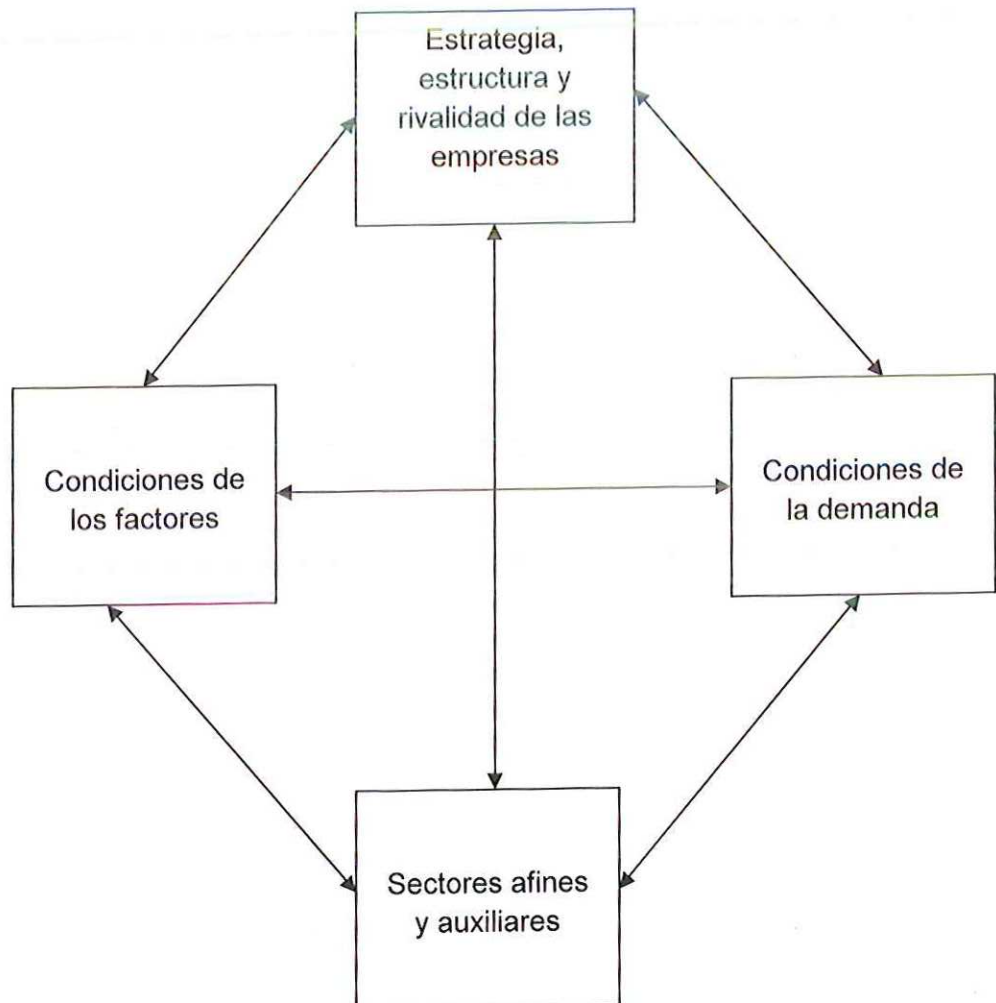 Estrategia,
estructura y
rivalidad de las
empresas
Condiciones de
los factores
Condiciones de
la demanda
Sectores afines
y auxiliares